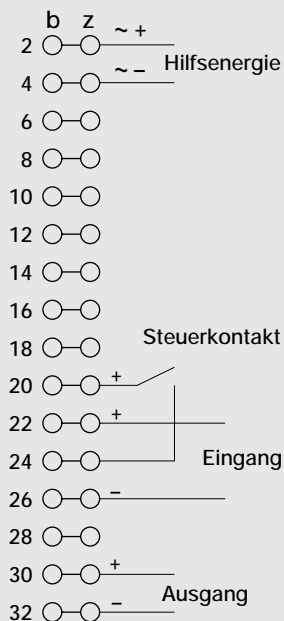 b z
2 ~ +
Hilfsenergie
4 ~ –
6
8
10
12
14
16
18
Steuerkontakt
20 +
22 +
24 Eingang
26 –
28
30 +
Ausgang
32 –